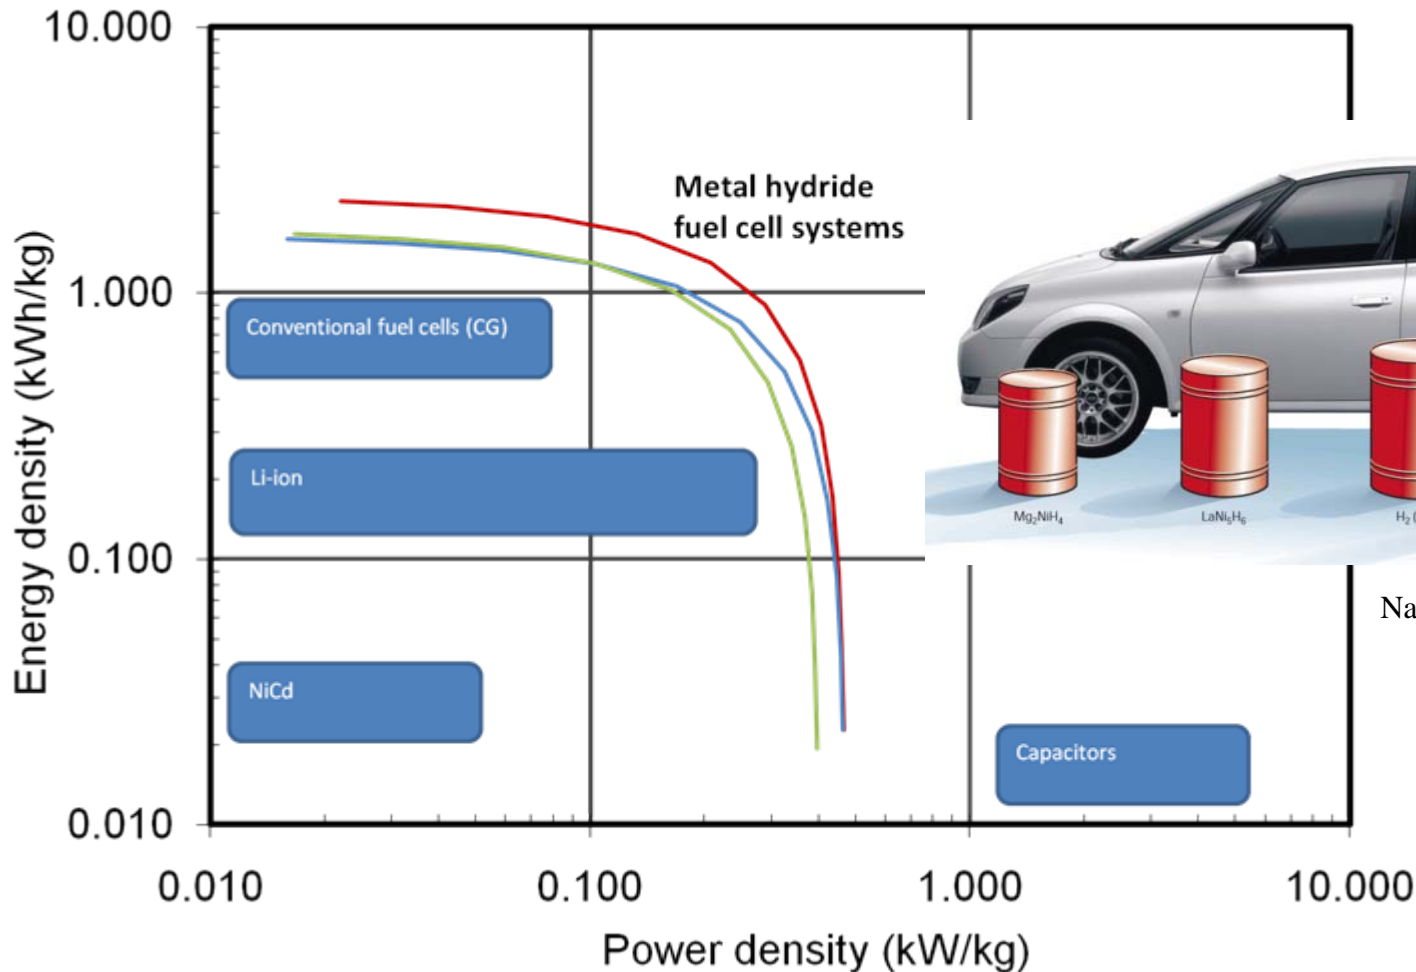 10.000
1.000
0.100
0.010
Energy density (kWh/kg)
Metal hydride
fuel cell systems
Conventional fuel cells (CG)
Li-ion
NiCd
Capacitors
Mg₂NiH₄
LaNi₅H₆
H₂ (
Na
0.010
0.100
1.000
10.000
Power density (kW/kg)